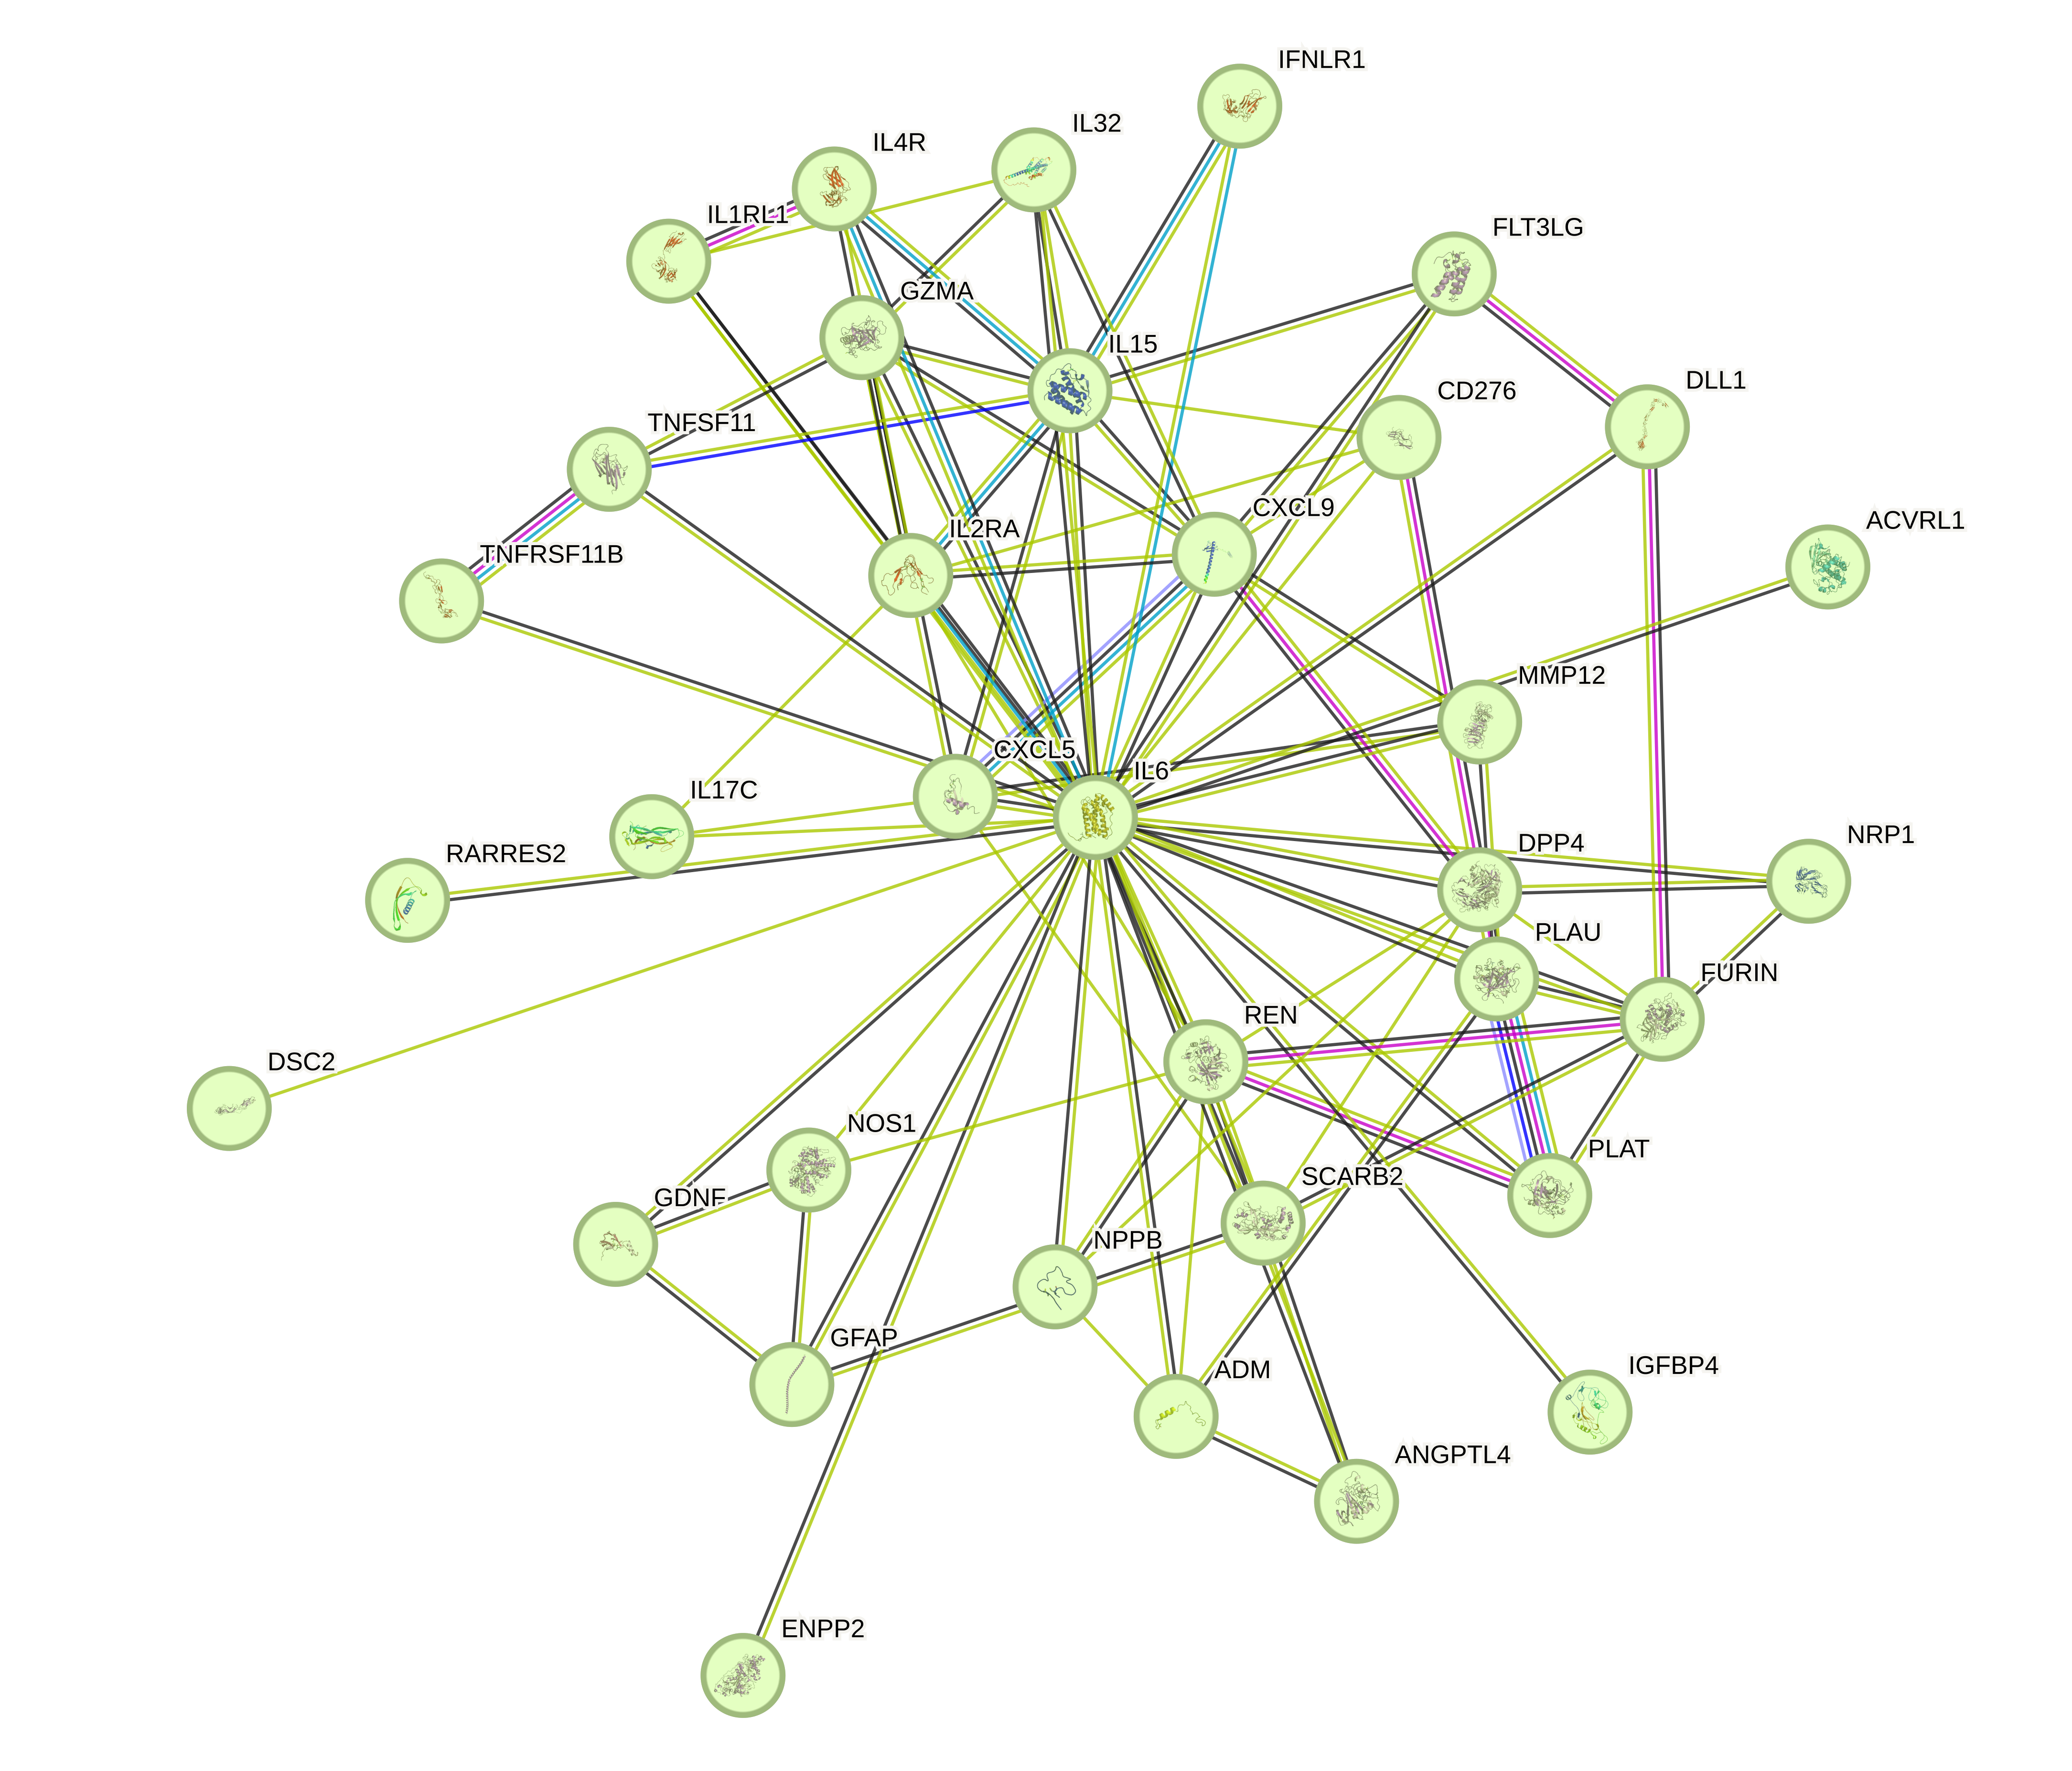 IFNLR1
IL32
IL4R
IL1RL1
FLT3LG
GZMA
IL15
DLL1
CD276
TNFSF11
CXCL9
ACVRL1
IL2RA
TNFRSF11B
MMP12
CXCL5
IL6
IL17C
NRP1
DPP4
RARRES2
PLAU
FURIN
REN
DSC2
NOS1
PLAT
SCARB2
GDNF
NPPB
GFAP
IGFBP4
ADM
ANGPTL4
ENPP2